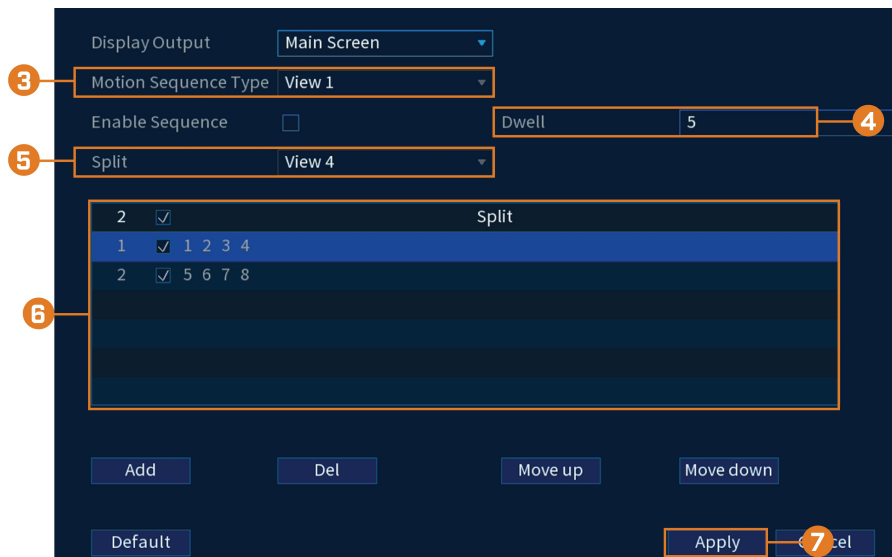 Display Output Main Screen
3 Motion Sequence Type View 1
Enable Sequence Dwell 5 4
5 Split View 4
2 Split
1 1 2 3 4
2 5 6 7 8
6
Add Del Move up Move down
Default Apply 7 cel